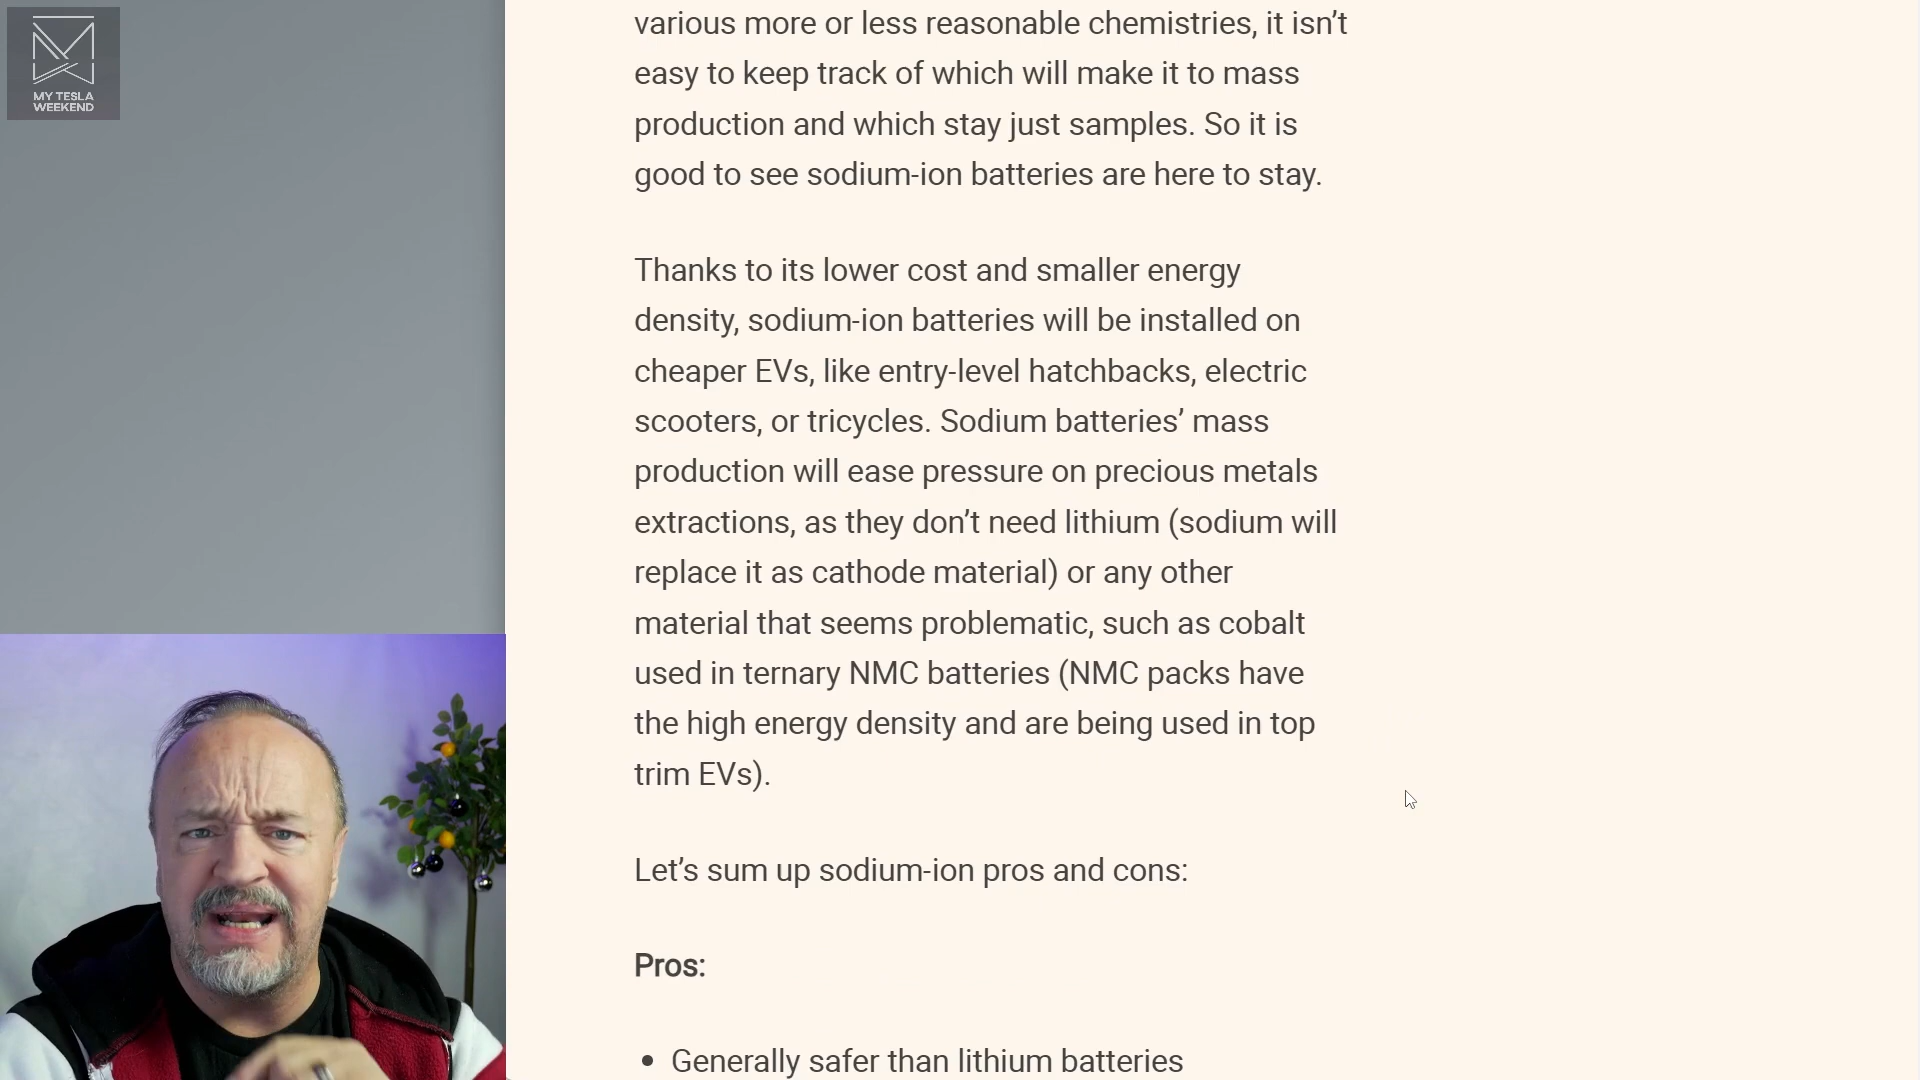 MY TESLA
WEEKEND
various more or less reasonable chemistries, it isn’t
easy to keep track of which will make it to mass
production and which stay just samples. So it is
good to see sodium-ion batteries are here to stay.
Thanks to its lower cost and smaller energy
density, sodium-ion batteries will be installed on
cheaper EVs, like entry-level hatchbacks, electric
scooters, or tricycles. Sodium batteries’ mass
production will ease pressure on precious metals
extractions, as they don’t need lithium (sodium will
replace it as cathode material) or any other
material that seems problematic, such as cobalt
used in ternary NMC batteries (NMC packs have
the high energy density and are being used in top
trim EVs).
Let’s sum up sodium-ion pros and cons:
Pros:
• Generally safer than lithium batteries